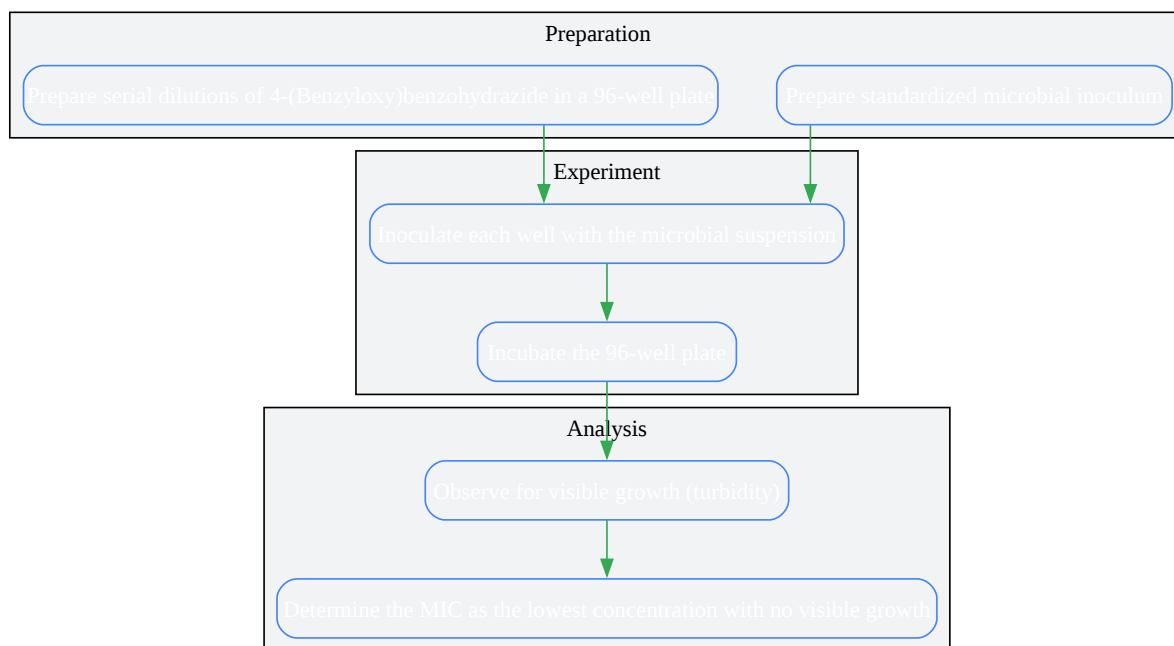 Preparation
Prepare serial dilutions of 4-(Benzyloxy)benzohydrazide in a 96-well plate
Prepare standardized microbial inoculum
Experiment
Inoculate each well with the microbial suspension
Incubate the 96-well plate
Analysis
Observe for visible growth (turbidity)
Determine the MIC as the lowest concentration with no visible growth